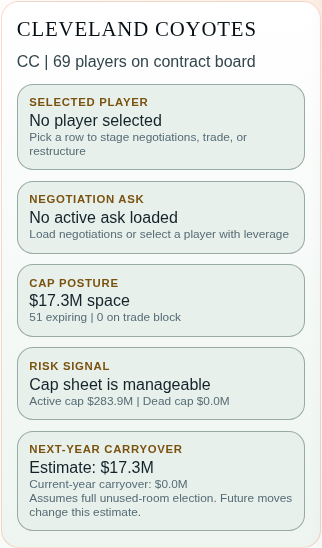 CLEVELAND COYOTES
CC | 69 players on contract board
SELECTED PLAYER
No player selected
Pick a row to stage negotiations, trade, or
restructure
NEGOTIATION ASK
No active ask loaded
Load negotiations or select a player with leverage
CAP POSTURE
$17.3M space
51 expiring | 0 on trade block
RISK SIGNAL
Cap sheet is manageable
Active cap $283.9M | Dead cap $0.0M
NEXT-YEAR CARRYOVER
Estimate: $17.3M
Current-year carryover: $0.0M
Assumes full unused-room election. Future moves
change this estimate.